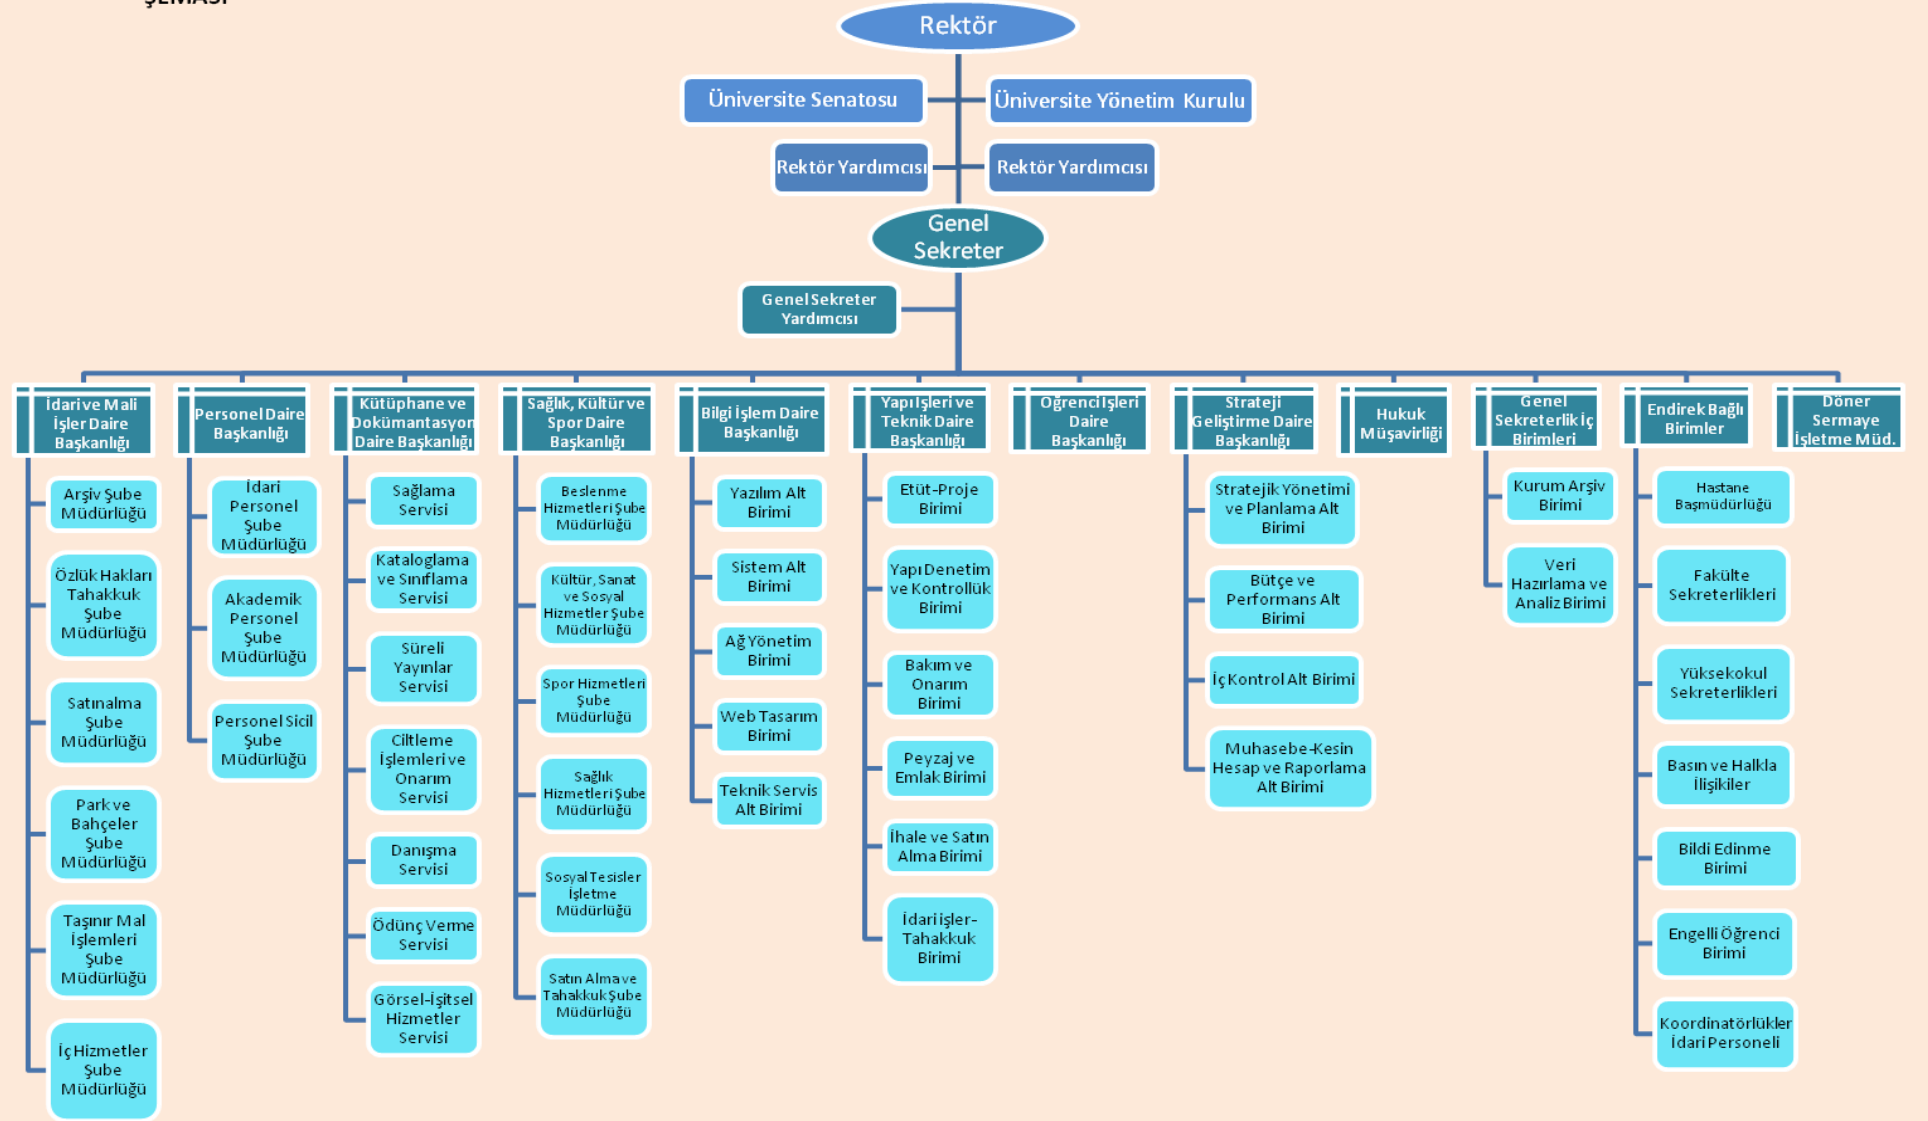 ŞEMASI
Rektör
Üniversite Senatosu
Üniversite Yönetim Kurulu
Rektör Yardımcısı
Rektör Yardımcısı
Genel
Sekreter
Genel Sekreter
Yardımcısı
İdari ve Mali
İşler Daire
Başkanlığı
Arşiv Şube
Müdürlüğü
Özlük Hakları
Tahakkuk
Şube
Müdürlüğü
Satınalma
Şube
Müdürlüğü
Park ve
Bahçeler
Şube
Müdürlüğü
Taşınır Mal
İşlemleri
Şube
Müdürlüğü
İç Hizmetler
Şube
Müdürlüğü
Personel Daire
Başkanlığı
İdari
Personel
Şube
Müdürlüğü
Akademik
Personel
Şube
Müdürlüğü
Personel Sicil
Şube
Müdürlüğü
Kütüphane ve
Dokümantasyon
Daire Başkanlığı
Sağlama
Servisi
Kataloglama
ve Sınıflama
Servisi
Süreli
Yayınlar
Servisi
Ciltleme
İşlemleri ve
Onarım
Servisi
Danışma
Servisi
Ödünç Verme
Servisi
Görsel-İşitsel
Hizmetler
Servisi
Sağlık, Kültür ve
Spor Daire
Başkanlığı
Beslenme
Hizmetleri Şube
Müdürlüğü
Kültür, Sanat
ve Sosyal
Hizmetler Şube
Müdürlüğü
Spor Hizmetleri
Şube
Müdürlüğü
Sağlık
Hizmetleri Şube
Müdürlüğü
Sosyal Tesisler
İşletme
Müdürlüğü
Satın Alma ve
Tahakkuk Şube
Müdürlüğü
Bilgi İşlem Daire
Başkanlığı
Yazılım Alt
Birimi
Sistem Alt
Birimi
Ağ Yönetim
Birimi
Web Tasarım
Birimi
Teknik Servis
Alt Birimi
Yapı İşleri ve
Teknik Daire
Başkanlığı
Etüt-Proje
Birimi
Yapı Denetim
ve Kontrollük
Birimi
Bakım ve
Onarım
Birimi
Peyzaj ve
Emlak Birimi
İhale ve Satın
Alma Birimi
İdari işler-
Tahakkuk
Birimi
Öğrenci İşleri
Daire
Başkanlığı
Strateji
Geliştirme Daire
Başkanlığı
Stratejik Yönetimi
ve Planlama Alt
Birimi
Bütçe ve
Performans Alt
Birimi
İç Kontrol Alt Birimi
Muhasebe-Kesin
Hesap ve Raporlama
Alt Birimi
Hukuk
Müşavirliği
Genel
Sekreterlik İç
Birimleri
Kurum Arşiv
Birimi
Veri
Hazırlama ve
Analiz Birimi
Endirek Bağlı
Birimler
Hastane
Başmüdürlüğü
Fakülte
Sekreterlikleri
Yüksekokul
Sekreterlikleri
Basın ve Halkla
İlişikiler
Bildi Edinme
Birimi
Engelli Öğrenci
Birimi
Koordinatörlükler
İdari Personeli
Döner
Sermaye
İşletme Müd.